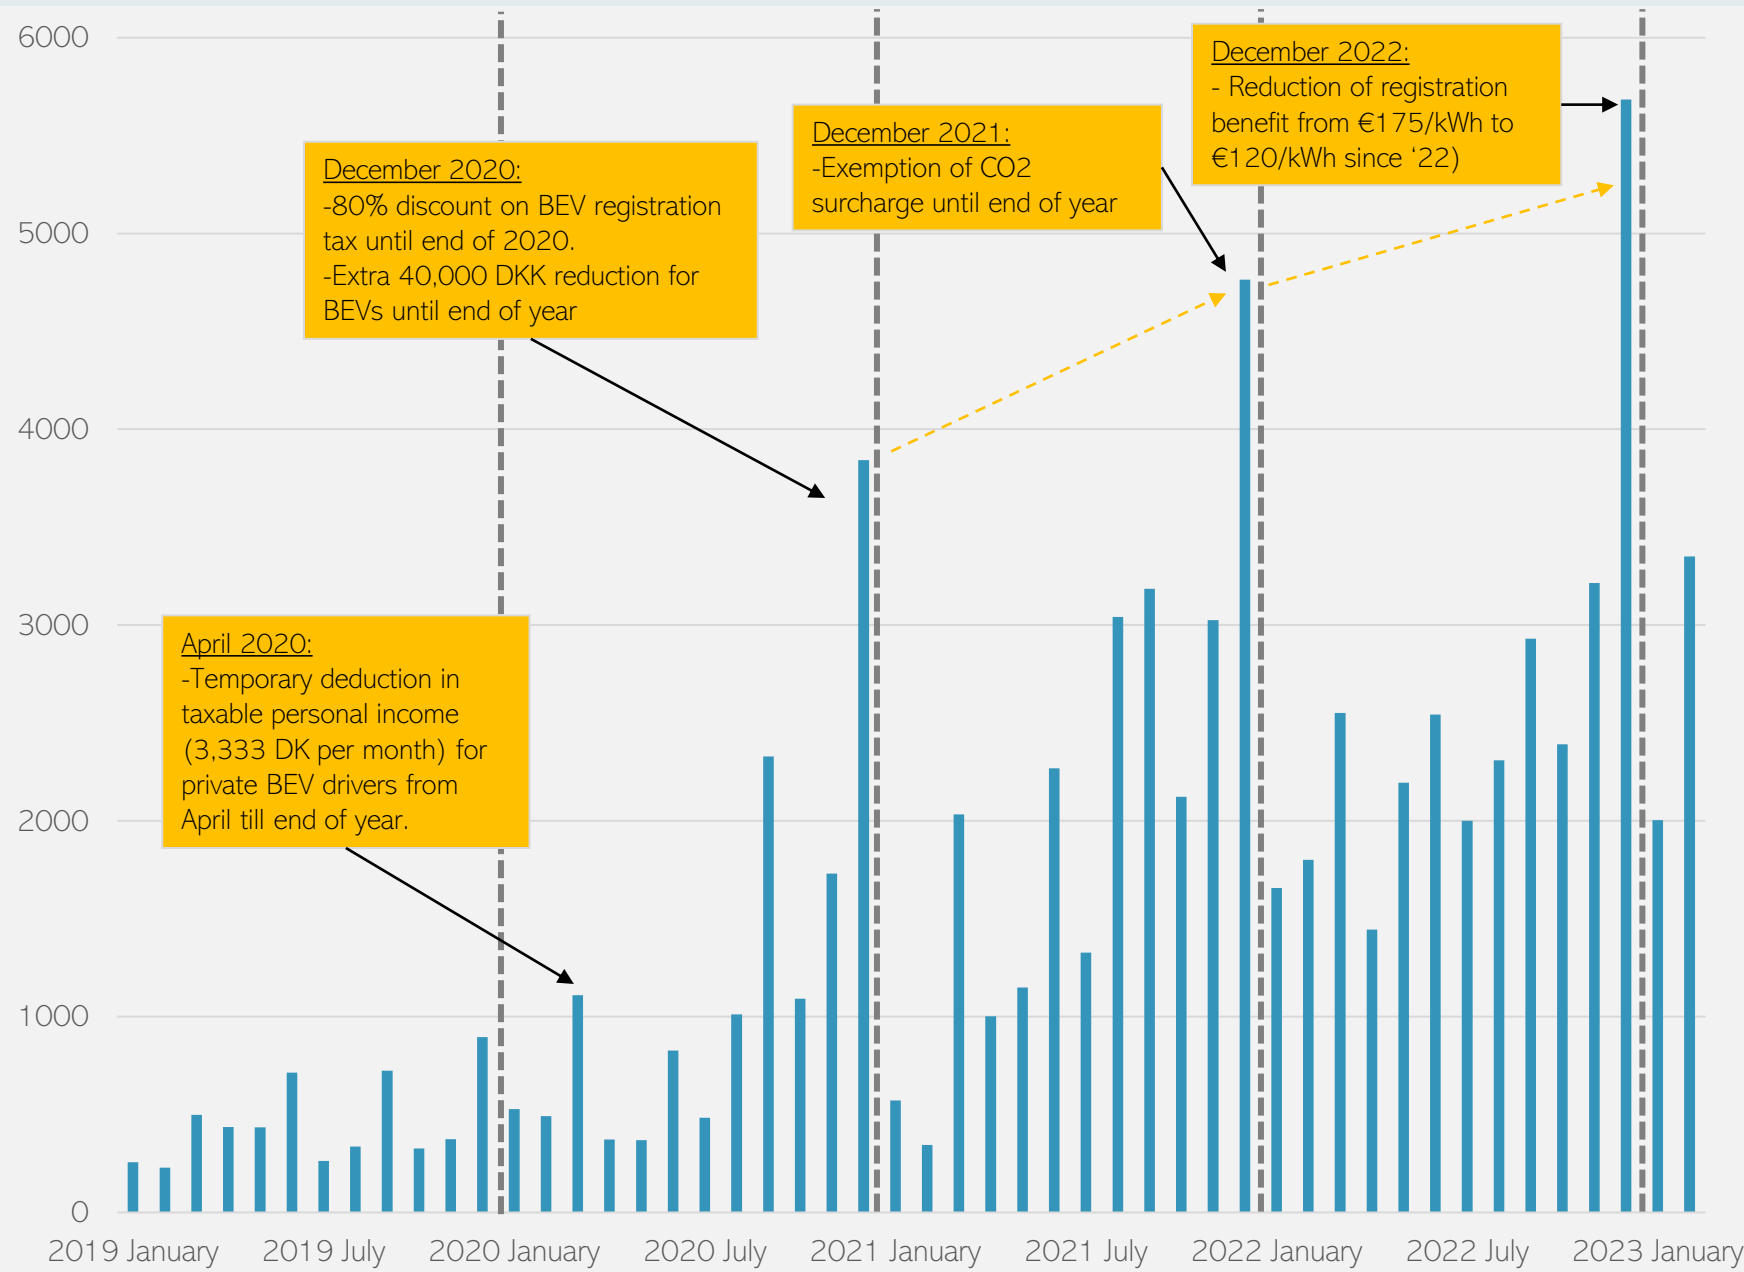 6000
5000
4000
3000
2000
1000
0
December 2022:
- Reduction of registration
benefit from €175/kWh to
€120/kWh since ‘22)
December 2021:
-Exemption of CO2
surcharge until end of year
December 2020:
-80% discount on BEV registration
tax until end of 2020.
-Extra 40,000 DKK reduction for
BEVs until end of year
April 2020:
-Temporary deduction in
taxable personal income
(3,333 DK per month) for
private BEV drivers from
April till end of year.
2019 January
2019 July
2020 January
2020 July
2021 January
2021 July
2022 January
2022 July
2023 January